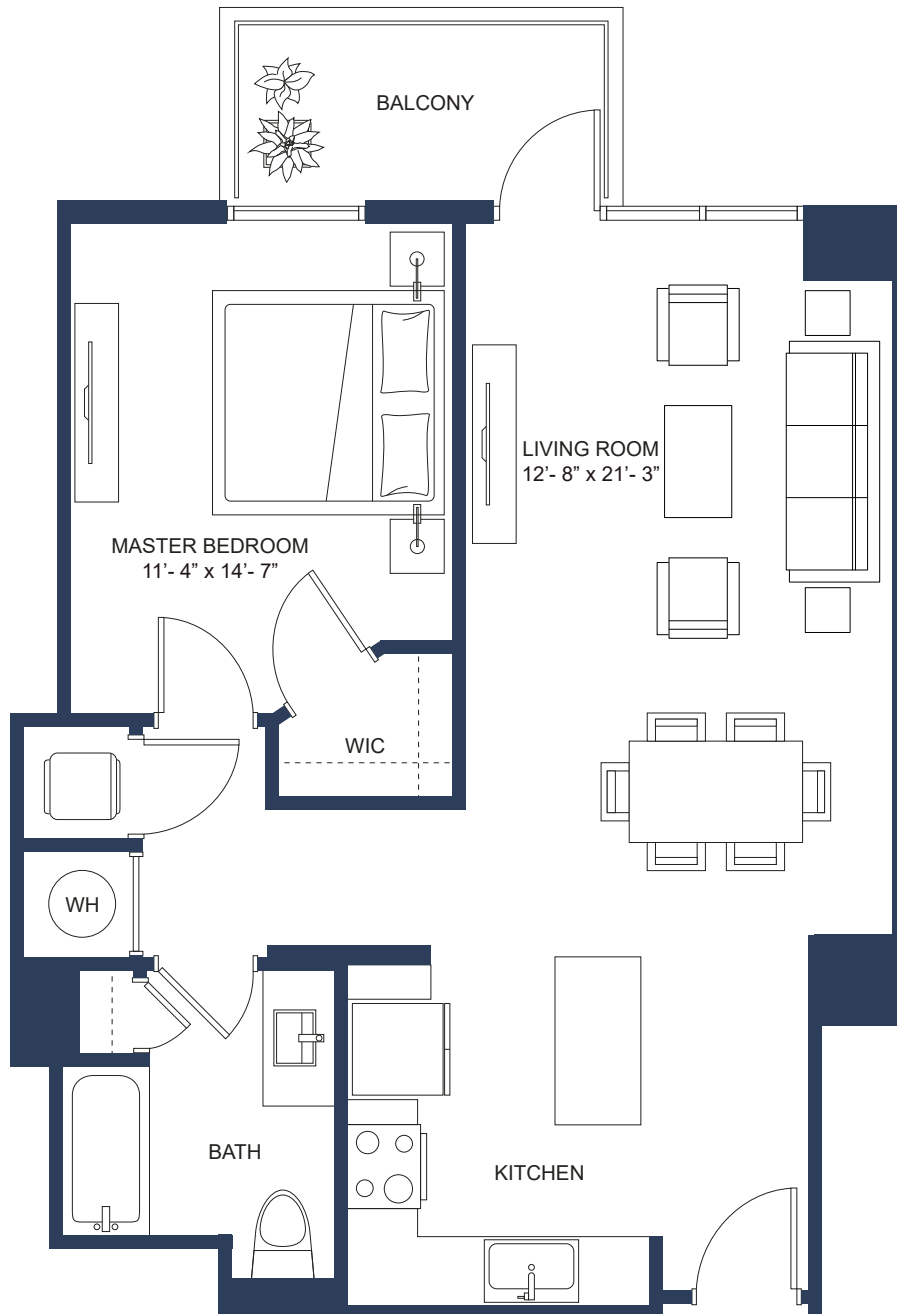 BALCONY
LIVING ROOM
12’- 8” x 21’- 3”
MASTER BEDROOM
11’- 4” x 14’- 7”
WIC
WH
BATH
KITCHEN